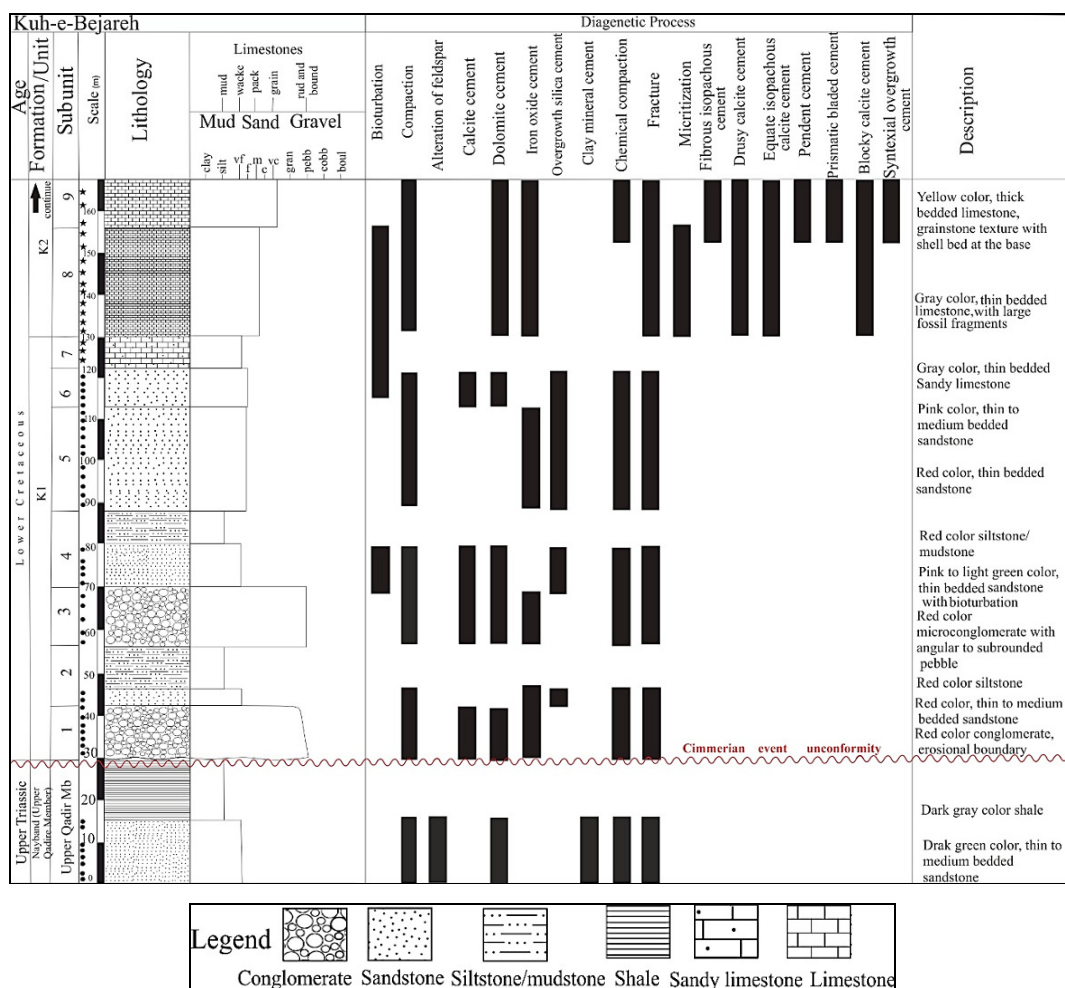 Kuh-e-Bejareh
Diagenetic Process
Age
Formation /Unit
Subunit
Scale (m)
Lithology
Limestones
mud
wacke
pack
grain
rud and
bound
Mud Sand Gravel
clay
silt
vf
f
m
c
vc
gran
pebb
cobb
boul
Bioturbation
Compaction
Alteration of feldspar
Calcite cement
Dolomite cement
Iron oxide cement
Overgrowth silica cement
Clay mineral cement
Chemical compaction
Fracture
Micritization
Fibrous isopachous
cement
Drusy calcite cement
Equate isopachous
calcite cement
Pendent cement
Prismatic bladed cement
Blocky calcite cement
Syntexial overgrowth
cement
Description
continue
Lower Cretaceous
K2
K1
9
8
7
6
5
4
3
2
1
160
150
140
130
120
110
100
90
80
70
60
50
40
30
20
10
0
Yellow color, thick
bedded limestone,
grainstone texture with
shell bed at the base
Gray color, thin bedded
limestone,with large
fossil fragments
Gray color, thin bedded
Sandy limestone
Pink color, thin to
medium bedded
sandstone
Red color, thin bedded
sandstone
Red color siltstone/
mudstone
Pink to light green color,
thin bedded sandstone
with bioturbation
Red color
microconglomerate with
angular to subrounded
pebble
Red color siltstone
Red color, thin to medium
bedded sandstone
Red color conglomerate,
erosional boundary
Cimmerian event unconformity
Upper Triassic
Nayband (Upper
Qadire Member)
Upper Qadir Mb
Dark gray color shale
Drak green color, thin to
medium bedded
sandstone
Legend
Conglomerate Sandstone Siltstone/mudstone Shale Sandy limestone Limestone